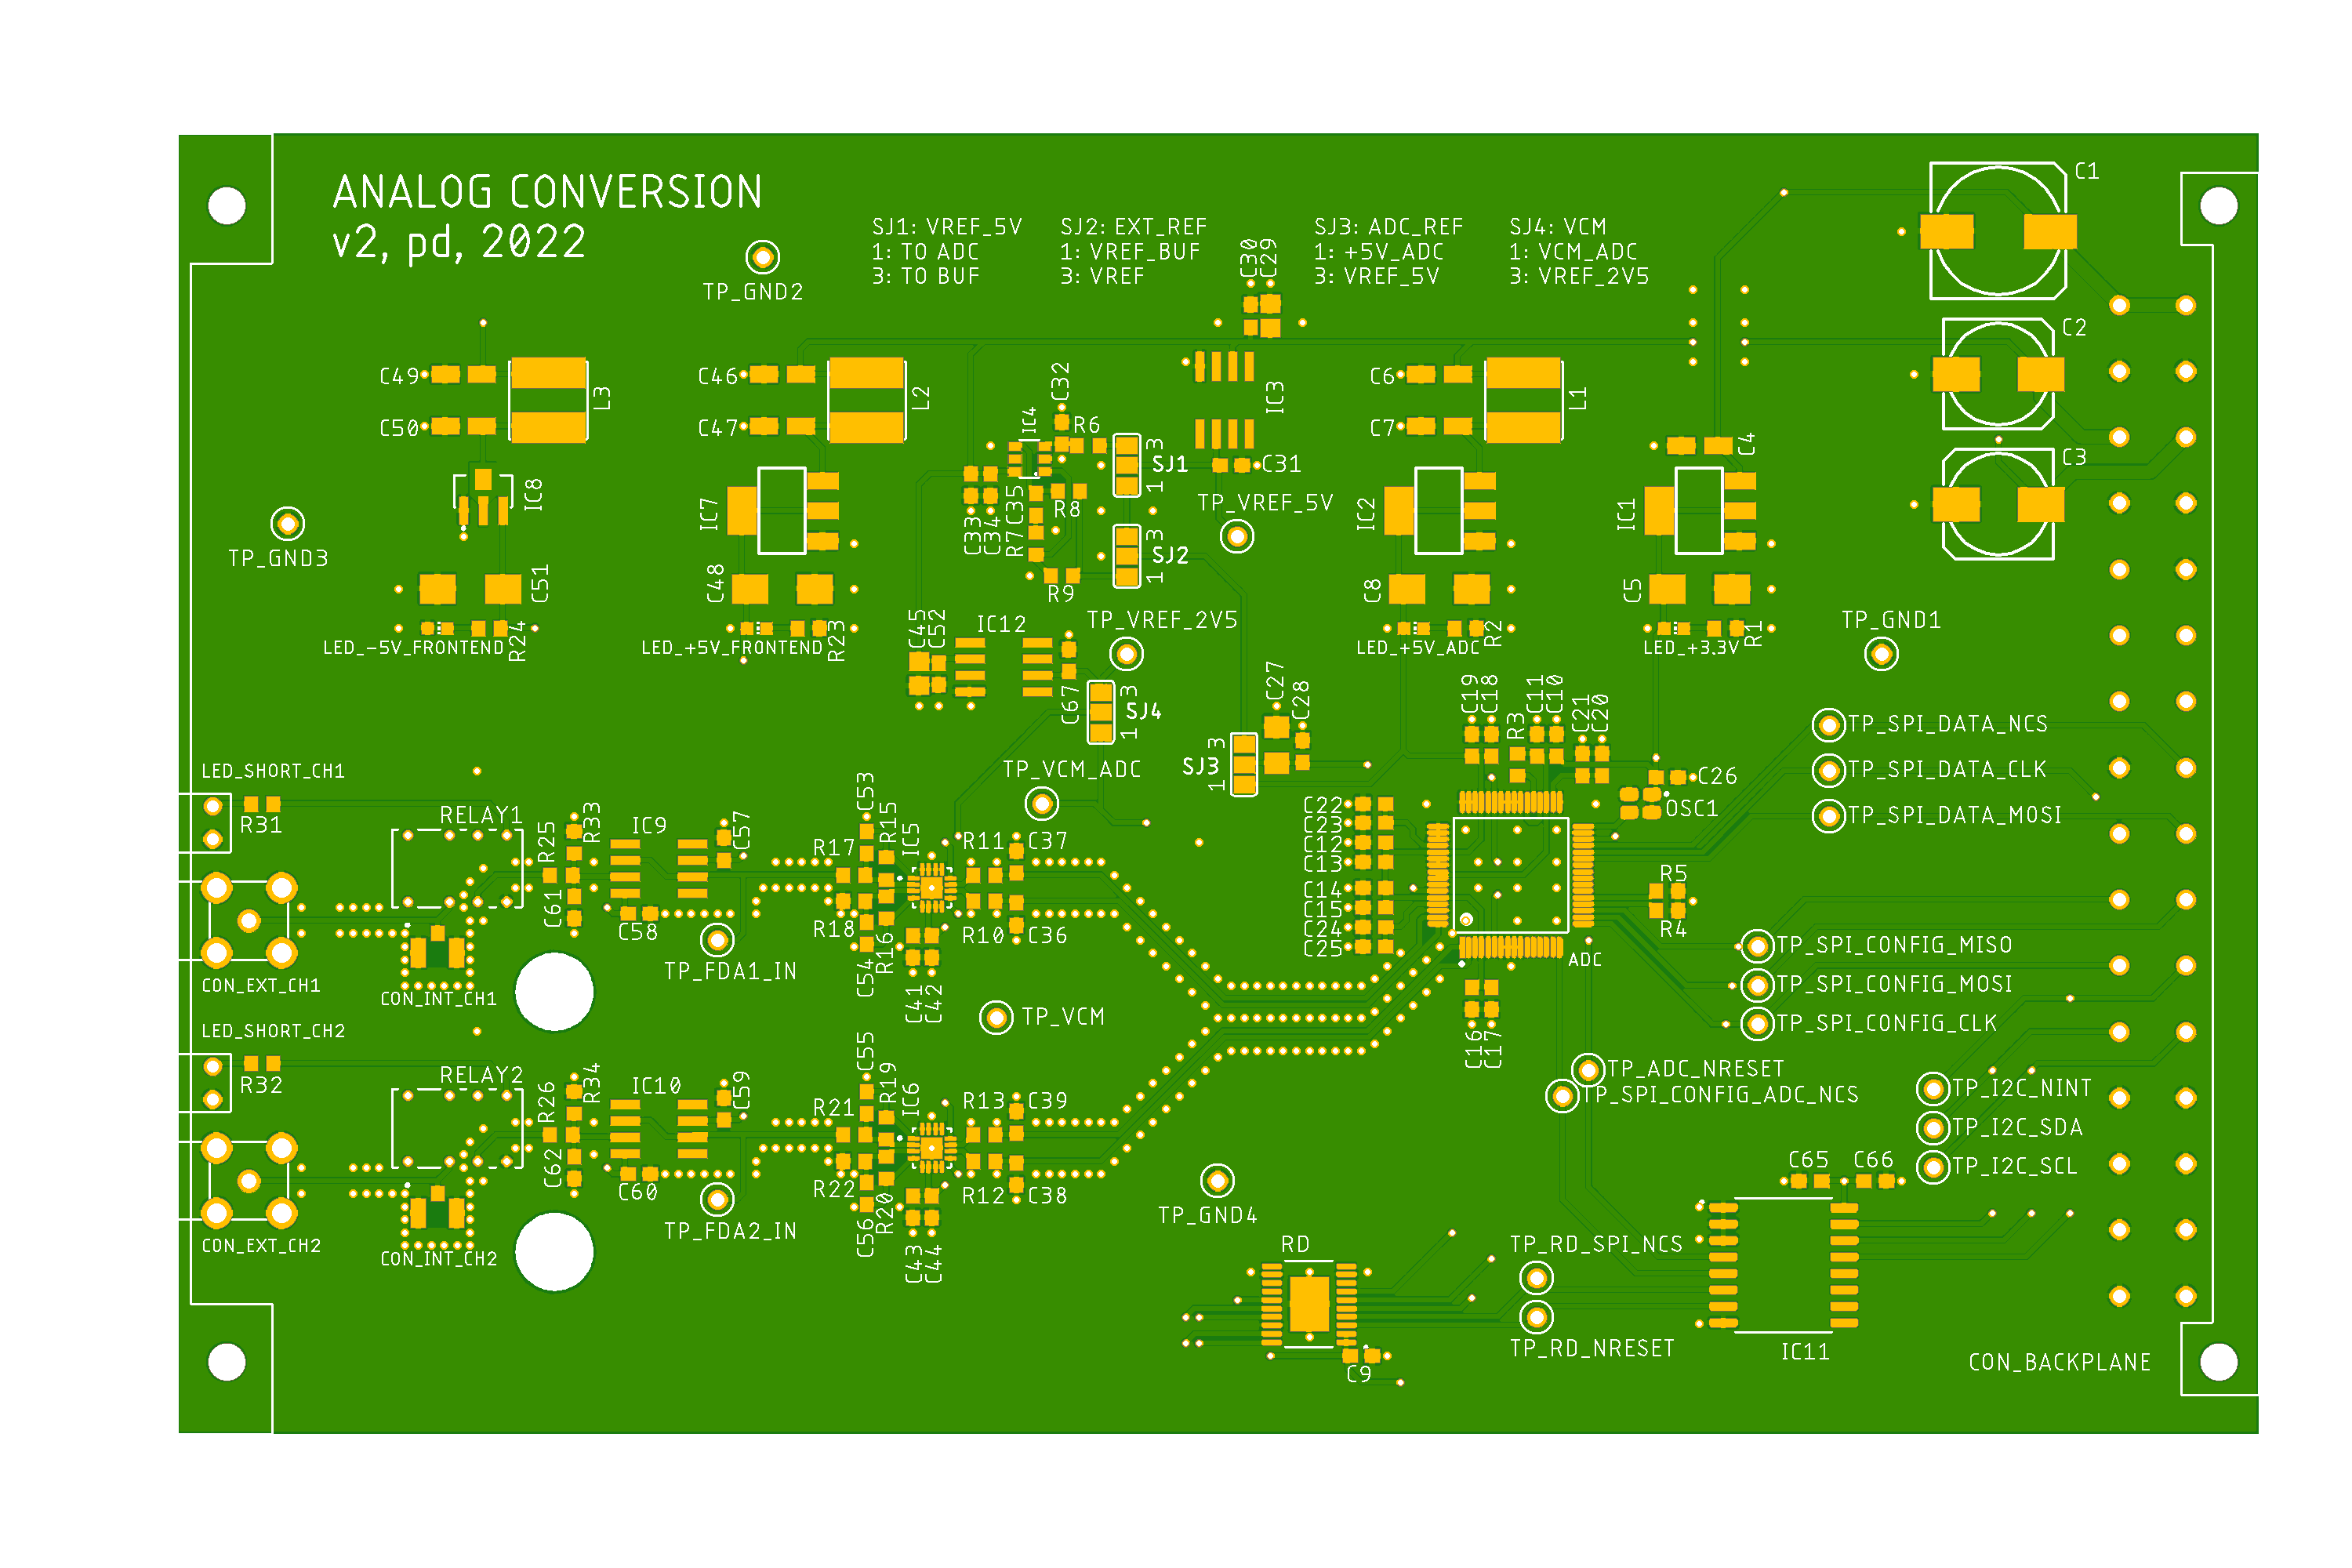 ANALOG CONVERSION
v2, pd, 2022
SJ1: VREF_5V
1: TO ADC
3: TO BUF
SJ2: EXT_REF
1: VREF_BUF
3: VREF
SJ3: ADC_REF
1: +5V_ADC
3: VREF_5V
SJ4: VCM
1: VCM_ADC
3: VREF_2V5
C1
C2
C3
TP_GND2
C30
C29
C49
C50
L3
C46
C47
L2
IC4
C32
R6
3
SJ1
1
IC3
C31
C6
C7
L1
C4
IC8
IC7
C33
C34
C35
R7
R8
R9
3
SJ2
1
TP_VREF_5V
IC2
IC1
TP_GND3
C51
C48
C8
C5
LED_-5V_FRONTEND
R24
LED_+5V_FRONTEND
R23
C45
C52
IC12
C67
TP_VREF_2V5
3
SJ4
1
LED_+5V_ADC
R2
LED_+3.3V
R1
TP_GND1
C27
C28
3
SJ3
1
C19
C18
R3
C11
C10
C21
C20
C26
OSC1
TP_SPI_DATA_NCS
TP_SPI_DATA_CLK
TP_SPI_DATA_MOSI
TP_VCM_ADC
LED_SHORT_CH1
R31
RELAY1
R25
R33
IC9
C57
C53
R15
IC5
R17
R11
C37
C22
C23
C12
C13
C14
C15
C24
C25
R5
R4
ADC
C61
C58
R18
R16
C54
R10
C36
C41
C42
TP_FDA1_IN
CON_EXT_CH1
CON_INT_CH1
TP_SPI_CONFIG_MISO
TP_SPI_CONFIG_MOSI
TP_SPI_CONFIG_CLK
TP_VCM
C16
C17
LED_SHORT_CH2
R32
RELAY2
R26
R34
IC10
C59
C55
R19
IC6
R21
R13
C39
TP_ADC_NRESET
TP_SPI_CONFIG_ADC_NCS
TP_I2C_NINT
TP_I2C_SDA
TP_I2C_SCL
C62
C60
R22
R20
C56
R12
C38
C43
C44
TP_FDA2_IN
CON_EXT_CH2
CON_INT_CH2
TP_GND4
C65
C66
RD
TP_RD_SPI_NCS
TP_RD_NRESET
C9
IC11
CON_BACKPLANE